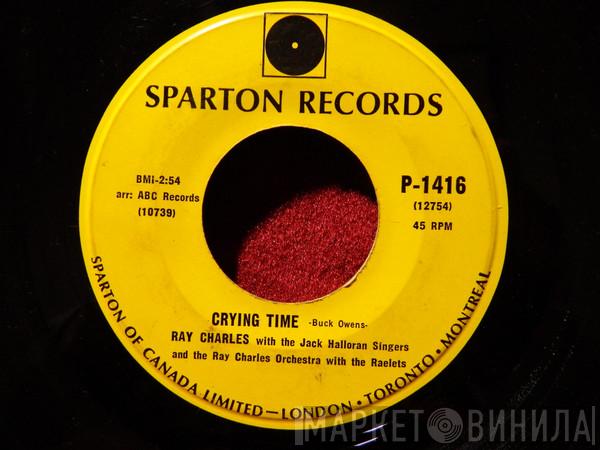 SPARTON RECORDS
BMi-2:54
arr: ABC Records
(10739)
P-1416
(12754)
45 RPM
CRYING TIME -Buck Owens-
RAY CHARLES with the Jack Halloran Singers
and the Ray Charles Orchestra with the Raelets
SPARTON OF CANADA LIMITED—LONDON • TORONTO • MONTREAL
МАРКЕТ ВИНИЛА